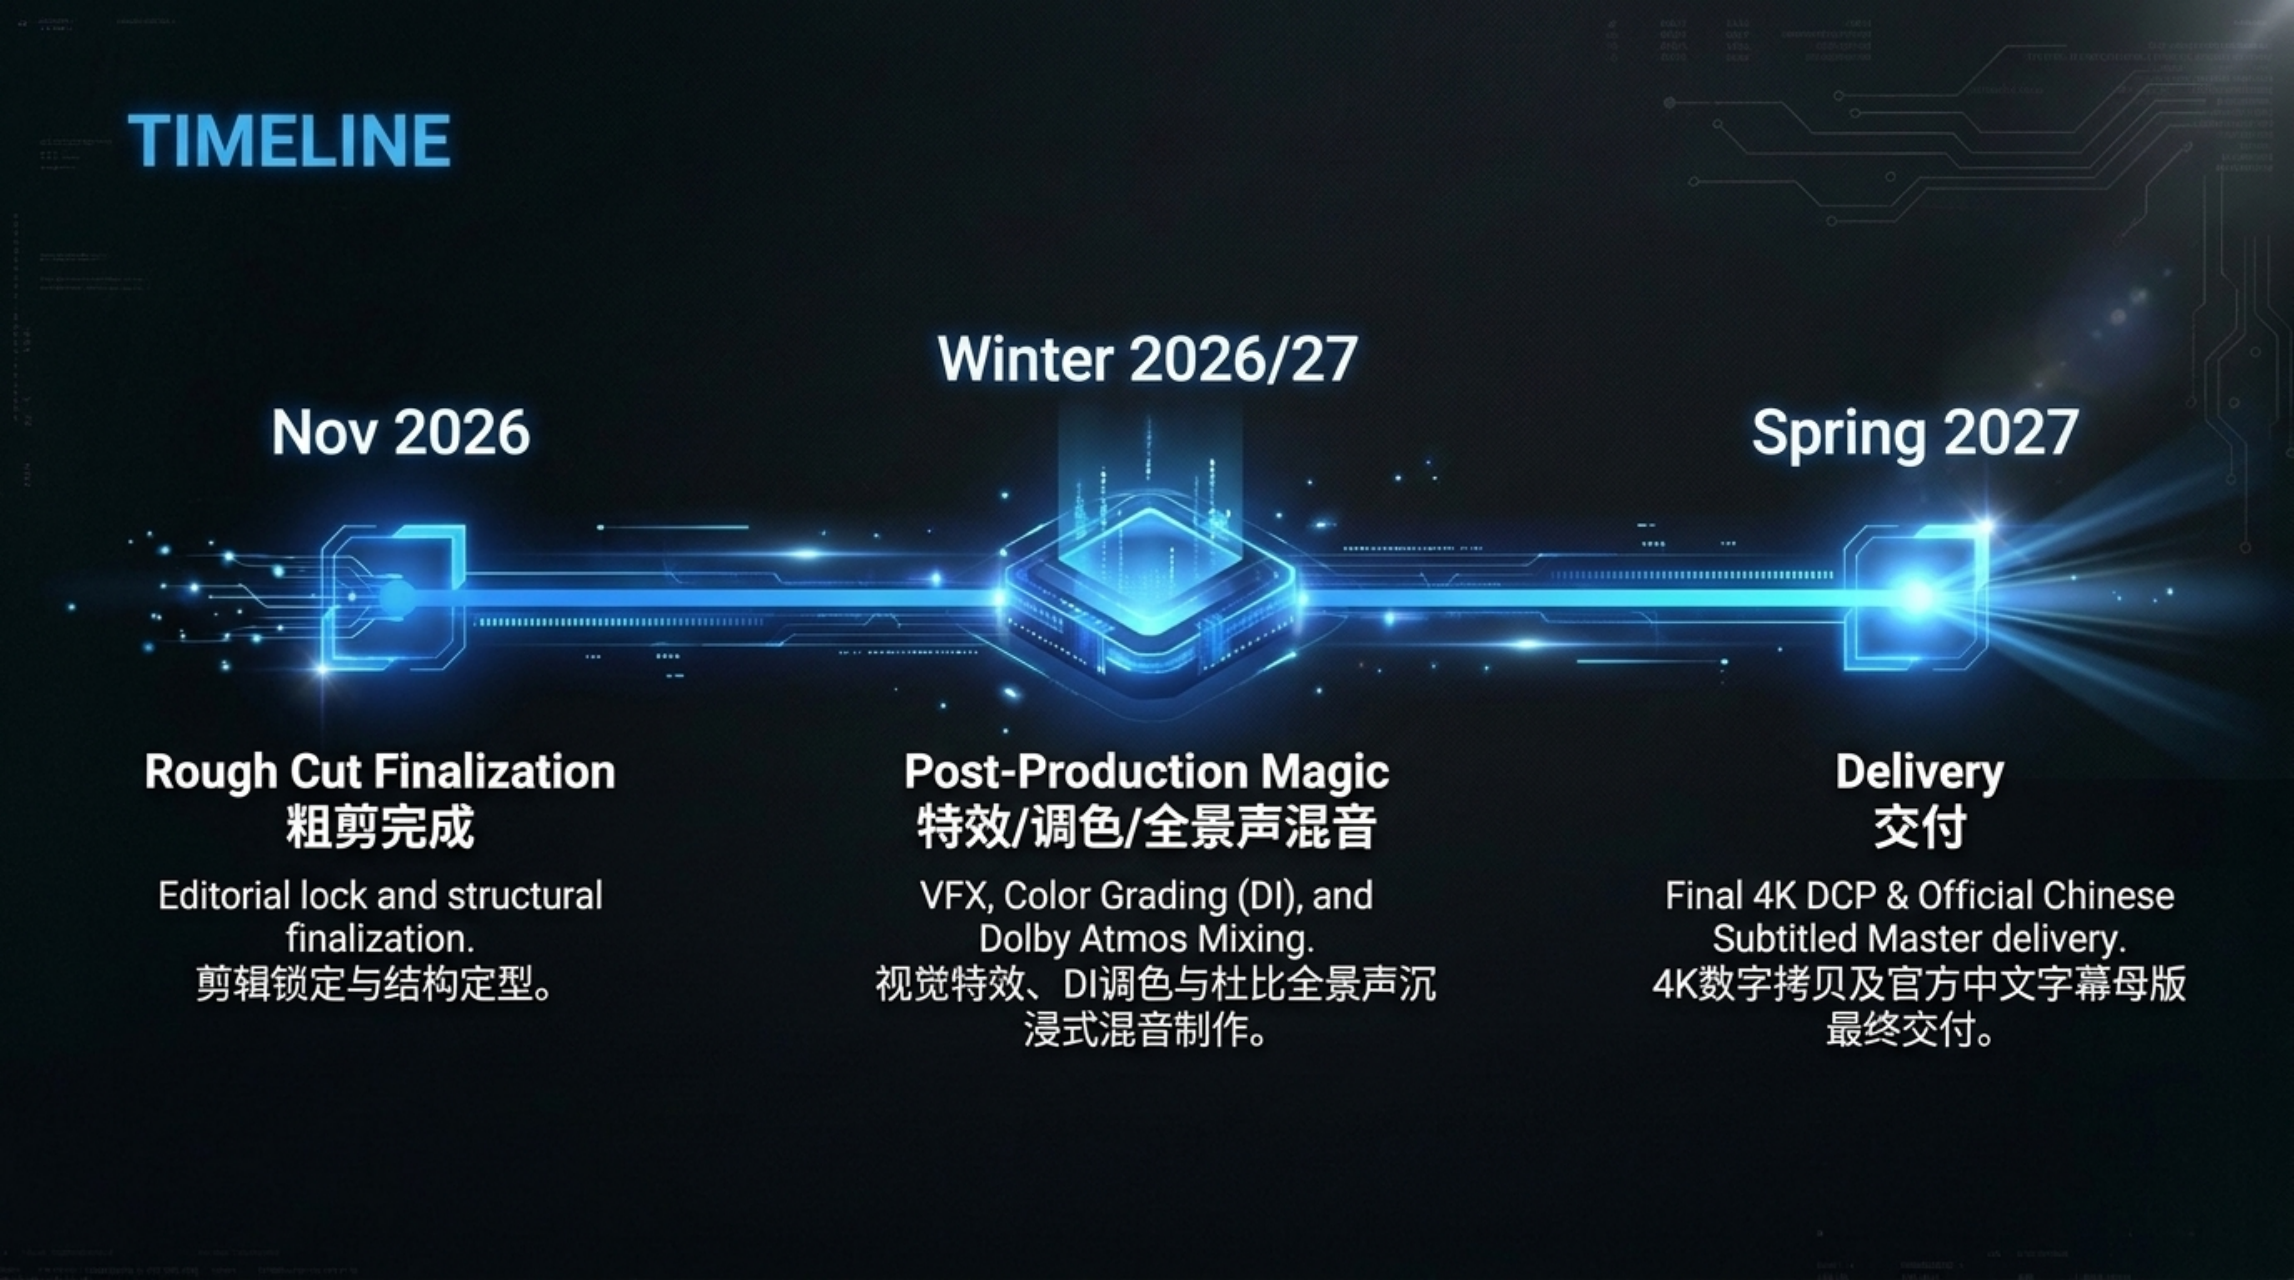 TIMELINE
Nov 2026
Rough Cut Finalization
粗剪完成
Editorial lock and structural
finalization.
剪辑锁定与结构定型。
Winter 2026/27
Post-Production Magic
特效/调色/全景声混音
VFX, Color Grading (DI), and
Dolby Atmos Mixing.
视觉特效、DI调色与杜比全景声沉
浸式混音制作。
Spring 2027
Delivery
交付
Final 4K DCP & Official Chinese
Subtitled Master delivery.
4K数字拷贝及官方中文字幕母版
最终交付。